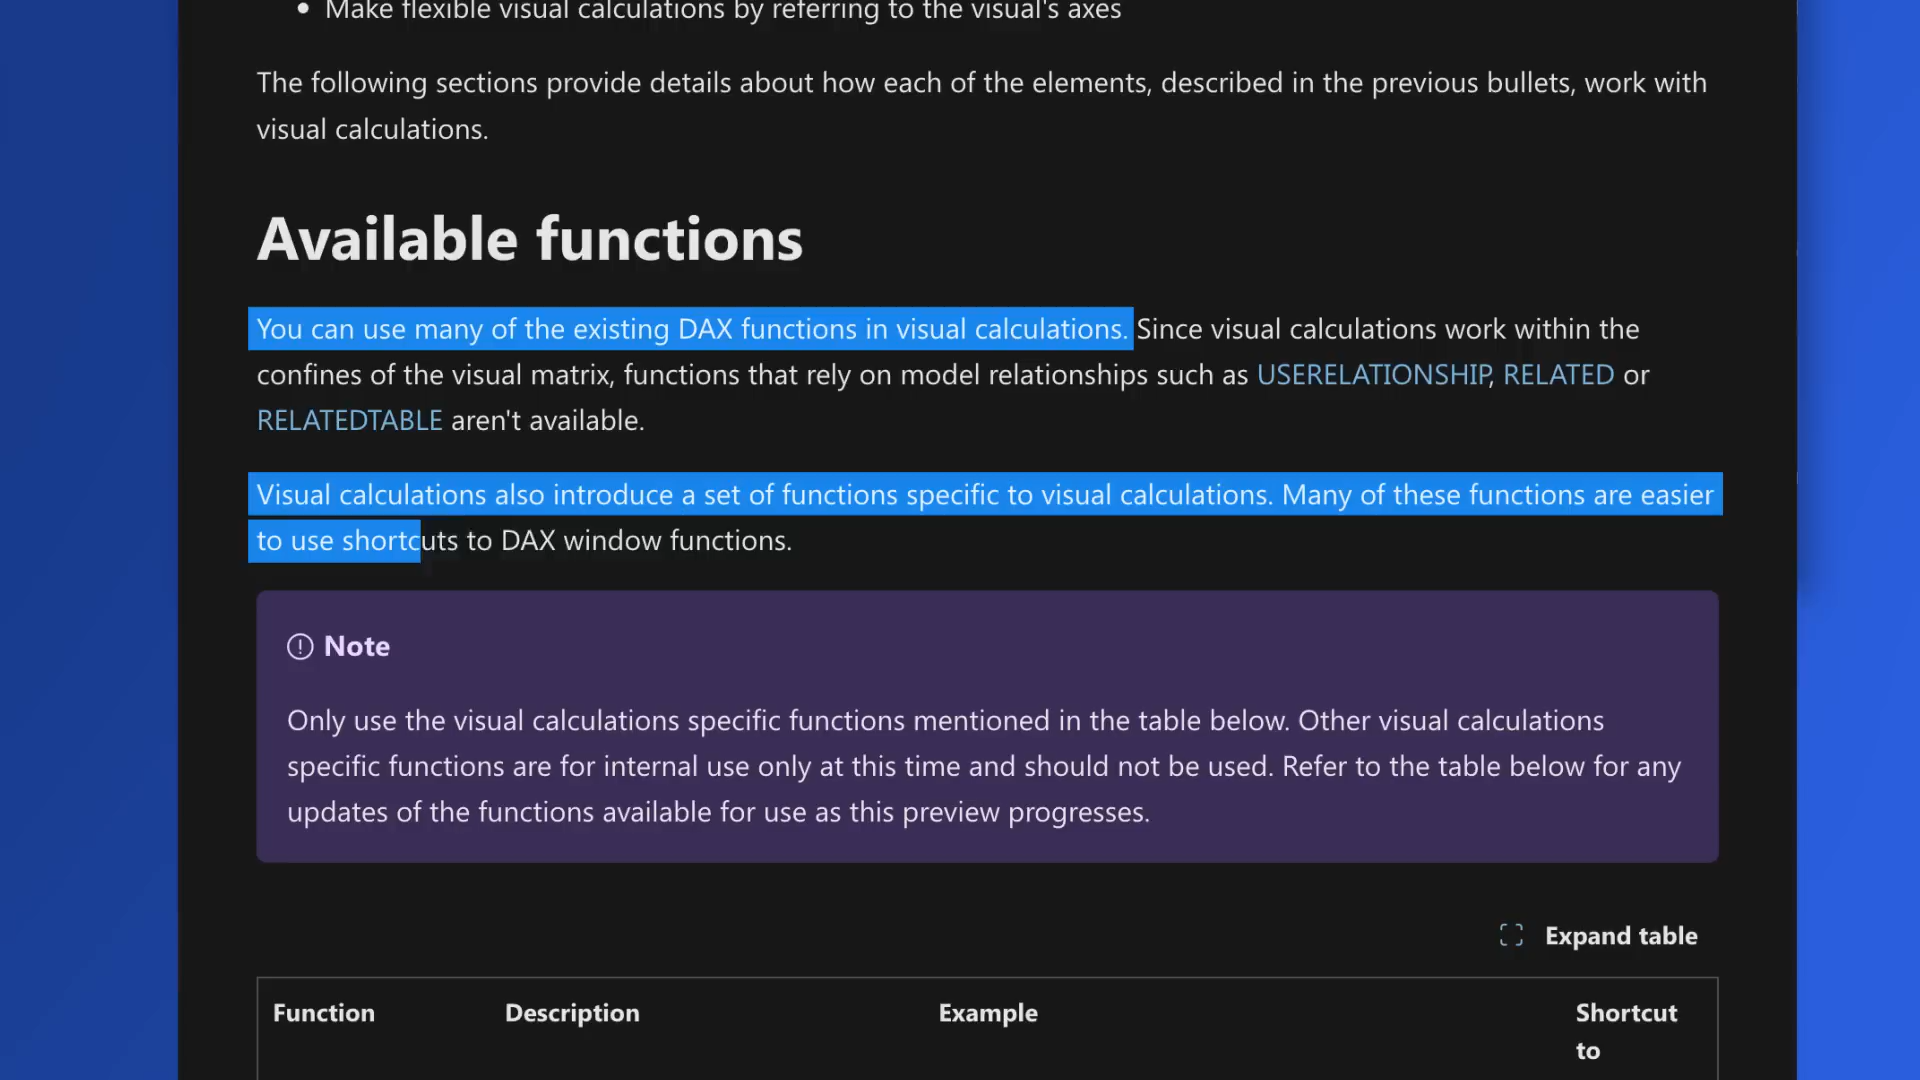 Make flexible visual calculations by referring to the visual's axes
The following sections provide details about how each of the elements, described in the previous bullets, work with
visual calculations.
Available functions
You can use many of the existing DAX functions in visual calculations. Since visual calculations work within the
confines of the visual matrix, functions that rely on model relationships such as USERELATIONSHIP, RELATED or
RELATEDTABLE aren't available.
Visual calculations also introduce a set of functions specific to visual calculations. Many of these functions are easier
to use shortcuts to DAX window functions.
Note
Only use the visual calculations specific functions mentioned in the table below. Other visual calculations
specific functions are for internal use only at this time and should not be used. Refer to the table below for any
updates of the functions available for use as this preview progresses.
Expand table
Function Description Example Shortcut
to